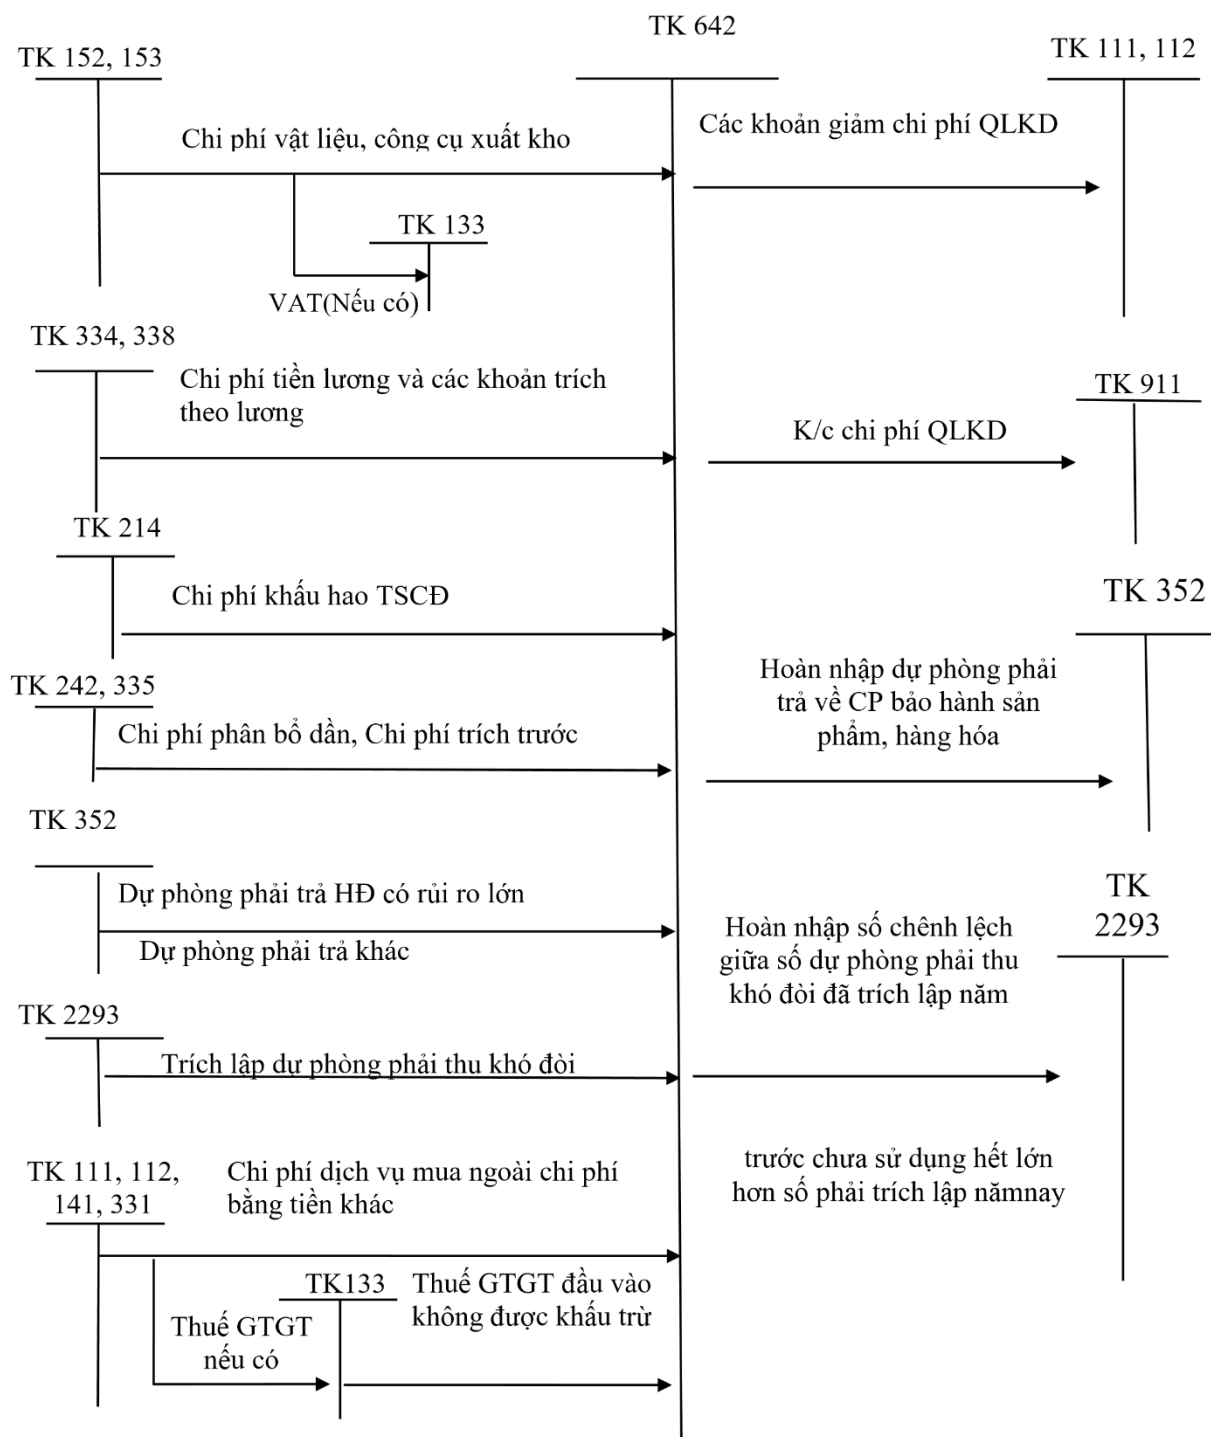 TK 642
TK 152, 153
TK 111, 112
Chi phí vật liệu, công cụ xuất kho
Các khoản giảm chi phí QLKD
TK 133
VAT(Nếu có)
TK 334, 338
Chi phí tiền lương và các khoản trích
theo lương
TK 911
K/c chi phí QLKD
TK 214
Chi phí khấu hao TSCĐ
TK 352
TK 242, 335
Chi phí phân bổ dần, Chi phí trích trước
Hoàn nhập dự phòng phải
trả về CP bảo hành sản
phẩm, hàng hóa
TK 352
Dự phòng phải trả HĐ có rủi ro lớn
Dự phòng phải trả khác
TK
2293
Hoàn nhập số chênh lệch
giữa số dự phòng phải thu
khó đòi đã trích lập năm
TK 2293
Trích lập dự phòng phải thu khó đòi
trước chưa sử dụng hết lớn
hơn số phải trích lập nămnay
TK 111, 112,
141, 331
Chi phí dịch vụ mua ngoài chi phí
bằng tiền khác
TK133
Thuế GTGT đầu vào
không được khấu trừ
Thuế GTGT
nếu có